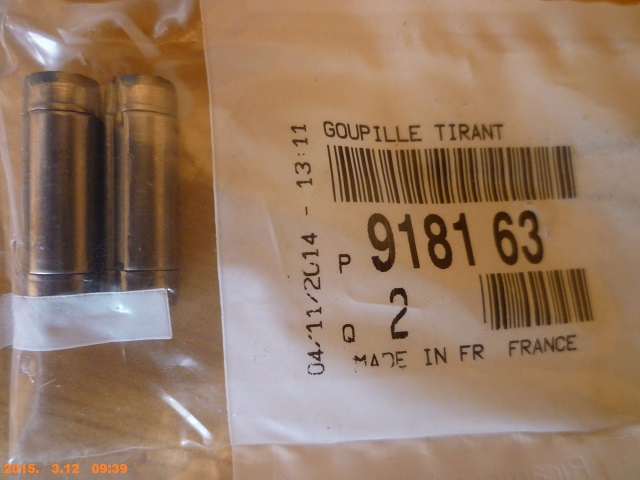 GOUPILLE TIRANT
04/11/2014 - 13:11
P 9181 63
Q 2
MADE IN FR FRANCE
2015. 3.12 09:39